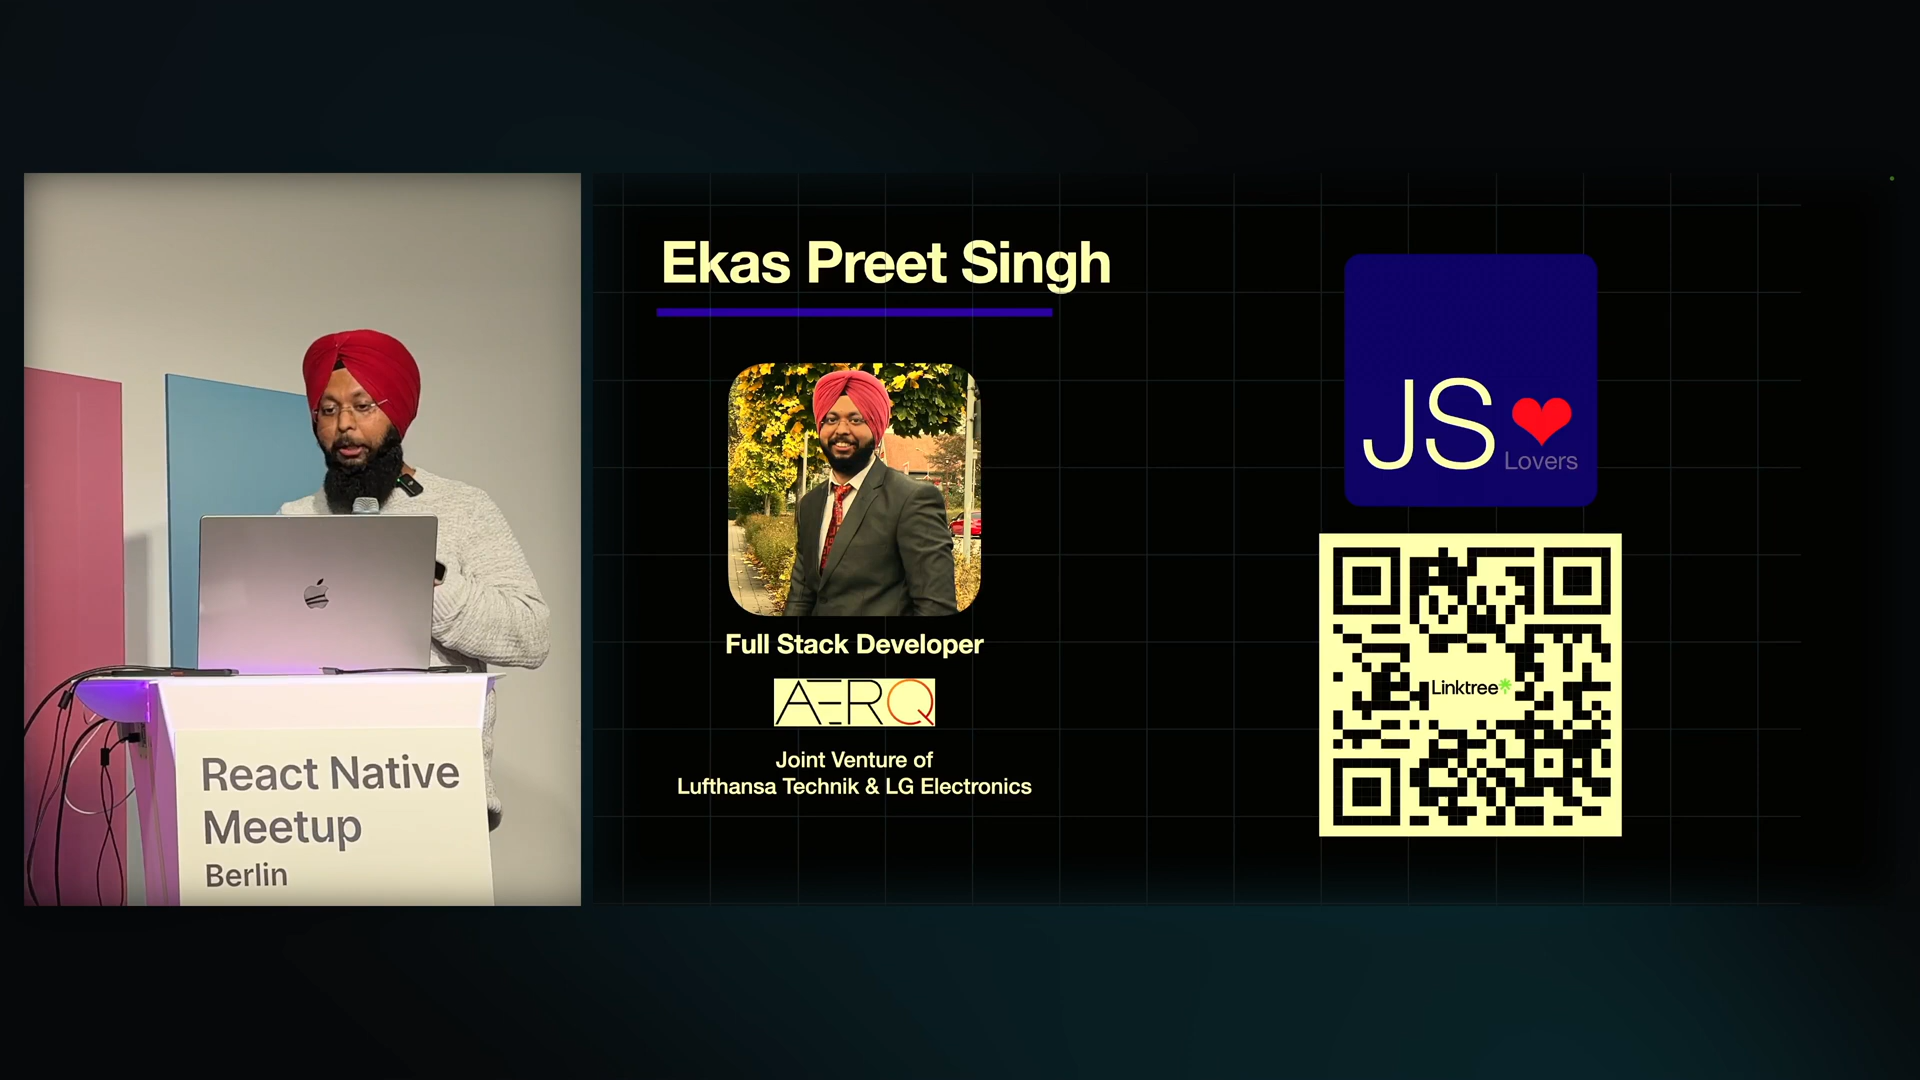 React Native
Meetup
Berlin
Ekas Preet Singh
Full Stack Developer
AERQ
Joint Venture of
Lufthansa Technik & LG Electronics
JS
Lovers
Linktree